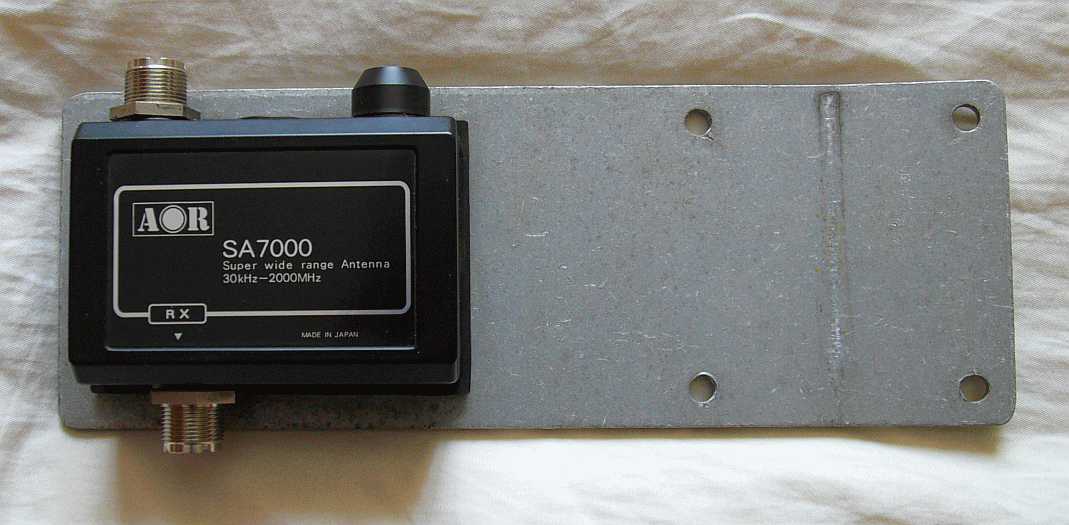 AOR
SA7000
Super wide range Antenna
30kHz-2000MHz
RX
MADE IN JAPAN